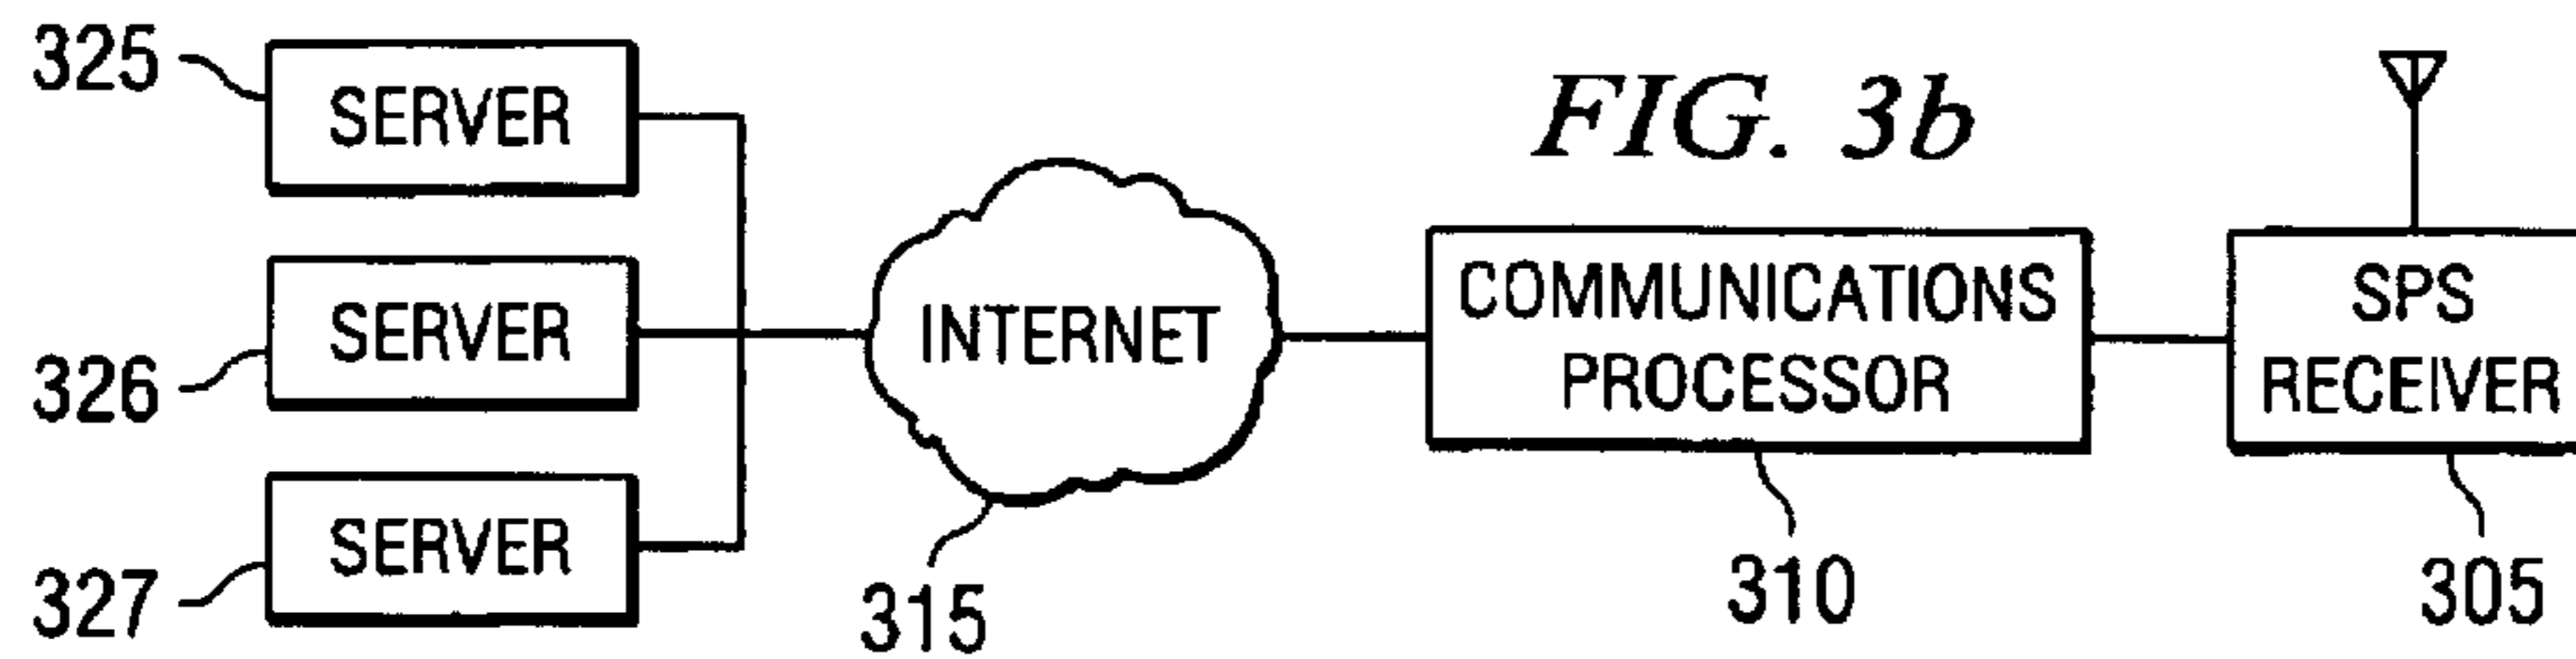 325
SERVER
FIG. 3b
326
SERVER
INTERNET
COMMUNICATIONS
PROCESSOR
SPS
RECEIVER
327
SERVER
315
310
305